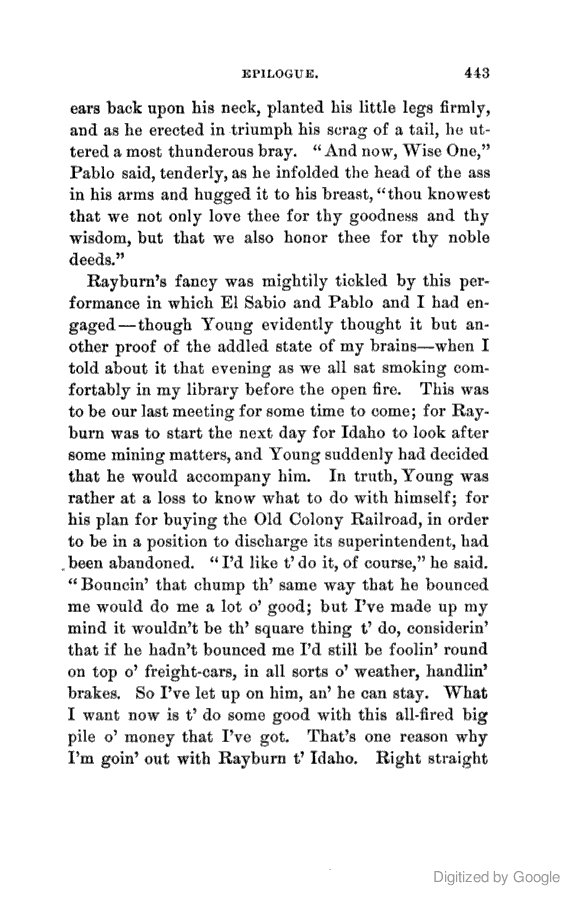 EPILOGUE. 443
ears back upon his neck, planted his little legs firmly,
and as he erected in triumph his scrag of a tail, he ut-
tered a most thunderous bray. “And now, Wise One,”
Pablo said, tenderly, as he infolded the head of the ass
in his arms and hugged it to his breast, “thou knowest
that we not only love thee for thy goodness and thy
wisdom, but that we also honor thee for thy noble
deeds.”
Rayburn’s fancy was mightily tickled by this per-
formance in which El Sabio and Pablo and I had en-
gaged—though Young evidently thought it but an-
other proof of the addled state of my brains—when I
told about it that evening as we all sat smoking com-
fortably in my library before the open fire. This was
to be our last meeting for some time to come; for Ray-
burn was to start the next day for Idaho to look after
some mining matters, and Young suddenly had decided
that he would accompany him. In truth, Young was
rather at a loss to know what to do with himself; for
his plan for buying the Old Colony Railroad, in order
to be in a position to discharge its superintendent, had
been abandoned. “I’d like t’ do it, of course,” he said.
“Bouncin’ that chump th’ same way that he bounced
me would do me a lot o’ good; but I’ve made up my
mind it wouldn’t be th’ square thing t’ do, considerin’
that if he hadn’t bounced me I’d still be foolin’ round
on top o’ freight-cars, in all sorts o’ weather, handlin’
brakes. So I’ve let up on him, an’ he can stay. What
I want now is t’ do some good with this all-fired big
pile o’ money that I’ve got. That’s one reason why
I’m goin’ out with Rayburn t’ Idaho. Right straight
Digitized by Google